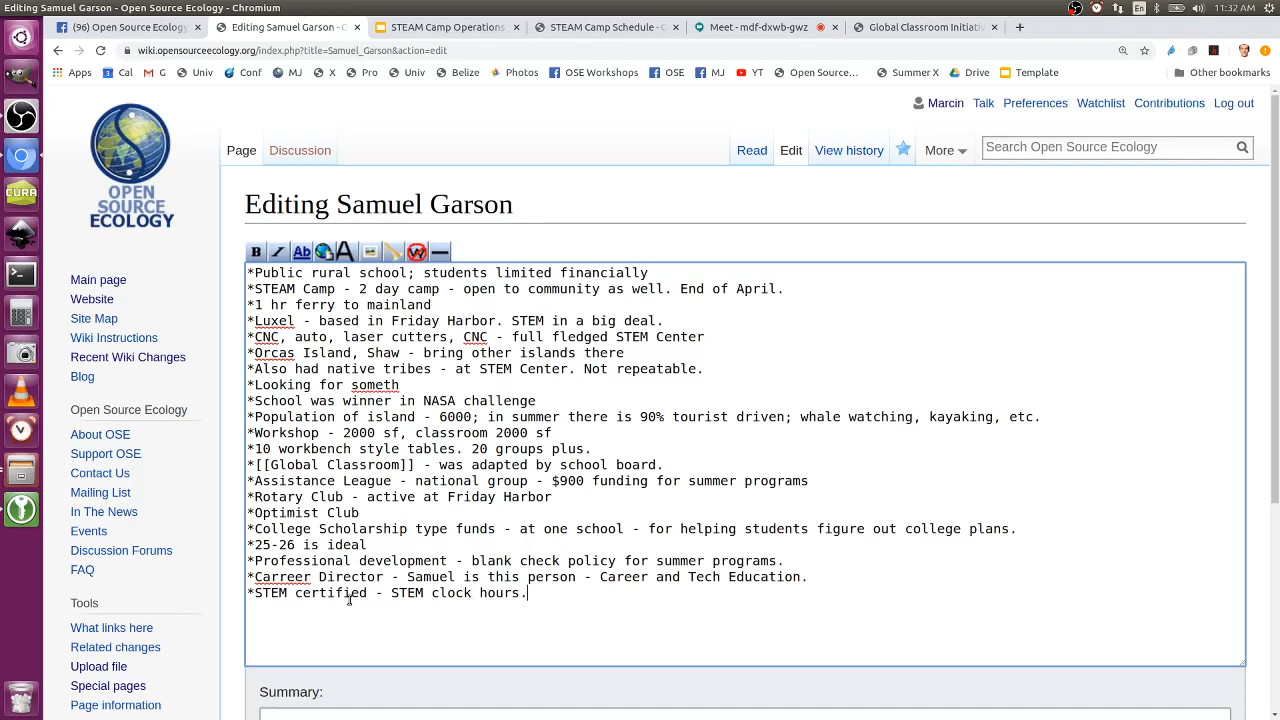 Editing Samuel Garson - Open Source Ecology - Chromium
En
11:32 AM
(96) Open Source Ecology
Editing Samuel Garson - O
STEAM Camp Operations
STEAM Camp Schedule - O
Meet - mdf-dxwb-gwz
Global Classroom Initiativ
wiki.opensourceecology.org/index.php?title=Samuel_Garson&action=edit
Apps
Cal
G
Univ
Conf
MJ
X
Pro
Univ
Belize
Photos
OSE Workshops
OSE
MJ
YT
Open Source…
Summer X
Drive
Template
Other bookmarks
Marcin
Talk
Preferences
Watchlist
Contributions
Log out
Page
Discussion
Read
Edit
View history
More
Search Open Source Ecology
OPEN
SOURCE
ECOLOGY
CURA
Main page
Website
Site Map
Wiki Instructions
Recent Wiki Changes
Blog
Open Source Ecology
About OSE
Support OSE
Contact Us
Mailing List
In The News
Events
Discussion Forums
FAQ
Tools
What links here
Related changes
Upload file
Special pages
Page information
Editing Samuel Garson
B
I
Ab
A
W
*Public rural school; students limited financially
*STEAM Camp - 2 day camp - open to community as well. End of April.
*1 hr ferry to mainland
*Luxel - based in Friday Harbor. STEM in a big deal.
*CNC, auto, laser cutters, CNC - full fledged STEM Center
*Orcas Island, Shaw - bring other islands there
*Also had native tribes - at STEM Center. Not repeatable.
*Looking for someth
*School was winner in NASA challenge
*Population of island - 6000; in summer there is 90% tourist driven; whale watching, kayaking, etc.
*Workshop - 2000 sf, classroom 2000 sf
*10 workbench style tables. 20 groups plus.
*[[Global Classroom]] - was adapted by school board.
*Assistance League - national group - $900 funding for summer programs
*Rotary Club - active at Friday Harbor
*Optimist Club
*College Scholarship type funds - at one school - for helping students figure out college plans.
*25-26 is ideal
*Professional development - blank check policy for summer programs.
*Carreer Director - Samuel is this person - Career and Tech Education.
*STEM certified - STEM clock hours.
Summary: